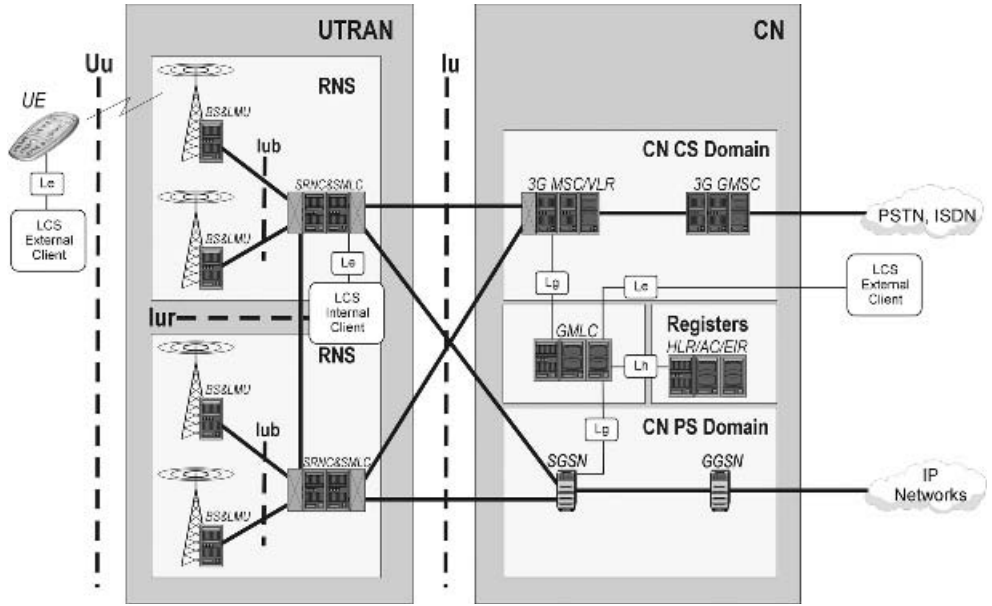 UTRAN
CN
Uu
Iu
RNS
UE
BS&LMU
Iub
Le
LCS
External
Client
SRNC&SMLC
BS&LMU
Le
LCS
Internal
Client
Iur
RNS
BS&LMU
Iub
SRNC&SMLC
BS&LMU
CN CS Domain
3G MSC/VLR
3G GMSC
PSTN, ISDN
Lg
Le
LCS
External
Client
GMLC
Registers
HLR/AC/EIR
Lh
Lg
CN PS Domain
SGSN
GGSN
IP
Networks